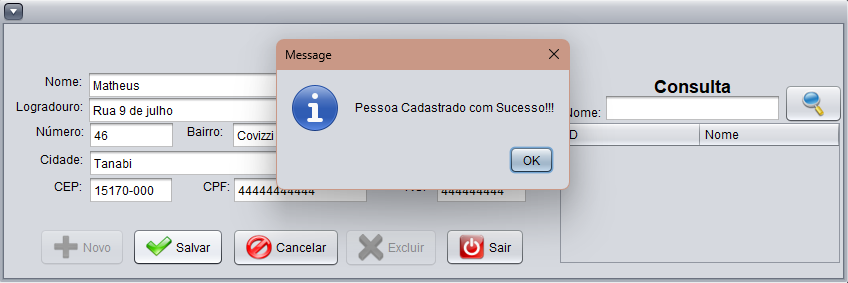 Message
Pessoa Cadastrado com Sucesso!!!
OK
Nome: Matheus
Logradouro: Rua 9 de julho
Número: 46 Bairro: Covizzi
Cidade: Tanabi
CEP: 15170-000 CPF: 44444444444 444444444
Novo Salvar Cancelar Excluir Sair
Consulta
Nome:
D Nome